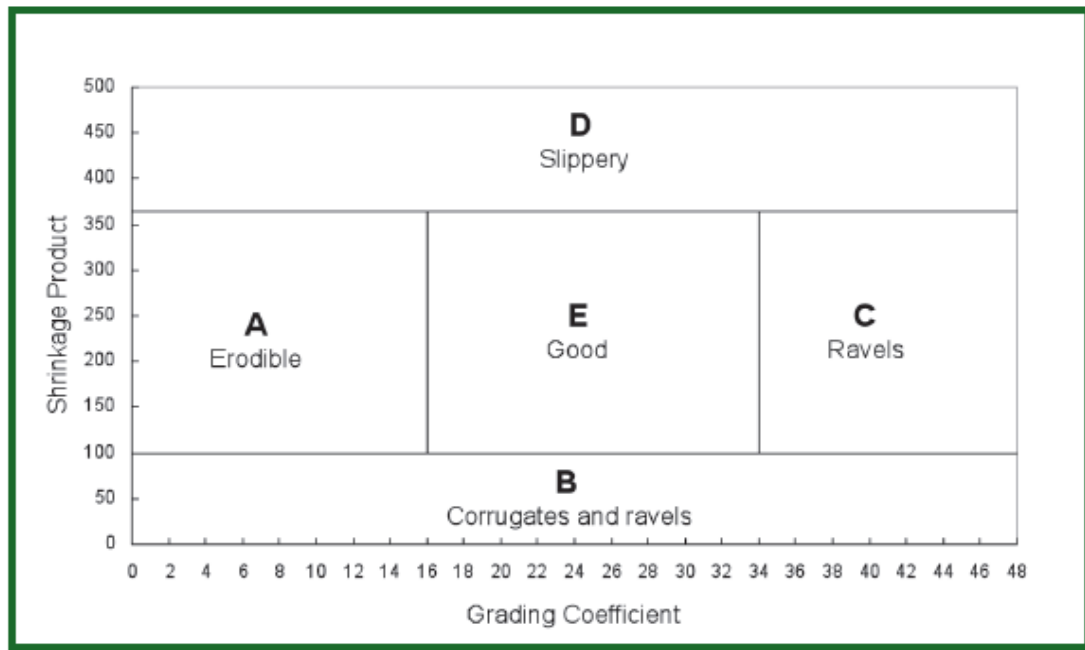 500
450
400
350
300
250
200
150
100
50
0
Shrinkage Product
D
Slippery
A
Erodible
E
Good
C
Ravels
B
Corrugates and ravels
0 2 4 6 8 10 12 14 16 18 20 22 24 26 28 30 32 34 36 38 40 42 44 46 48
Grading Coefficient